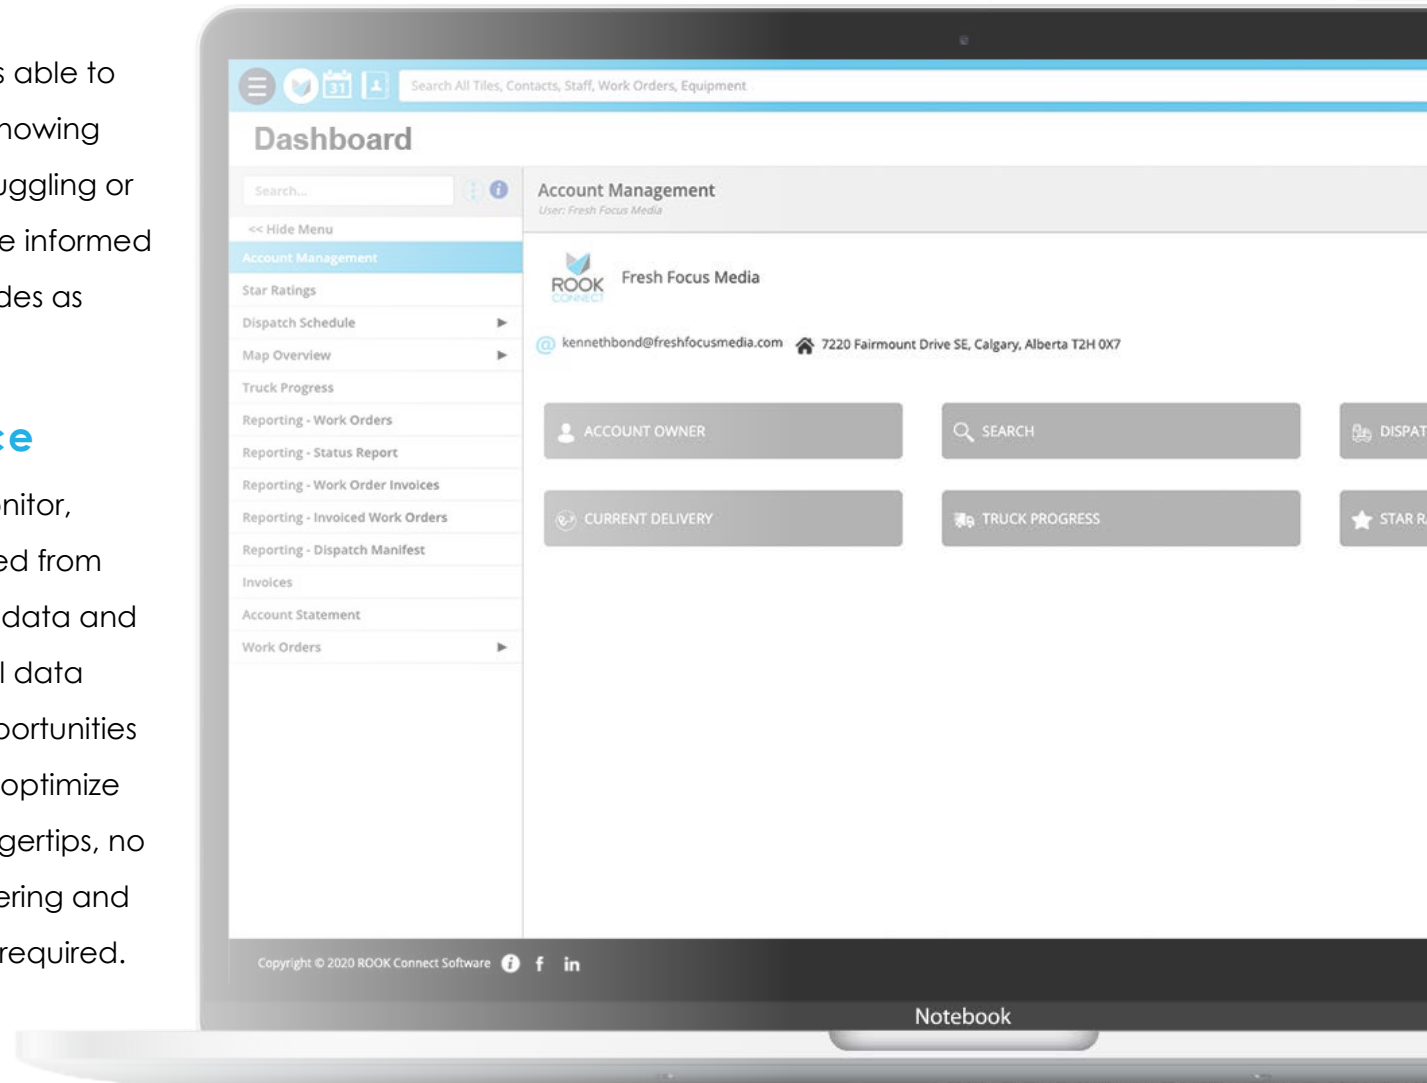 s able to
howing
uggling or
e informed
des as
ce
nitor,
ed from
data and
l data
portunities
optimize
gertips, no
ering and
required.
31
Search All Tiles, Contacts, Staff, Work Orders, Equipment
Dashboard
Search...
<< Hide Menu
Account Management
Star Ratings
Dispatch Schedule
Map Overview
Truck Progress
Reporting - Work Orders
Reporting - Status Report
Reporting - Work Order Invoices
Reporting - Invoiced Work Orders
Reporting - Dispatch Manifest
Invoices
Account Statement
Work Orders
Account Management
User: Fresh Focus Media
ROOK
CONNECT
Fresh Focus Media
@ kennethbond@freshfocusmedia.com 7220 Fairmount Drive SE, Calgary, Alberta T2H 0X7
ACCOUNT OWNER
SEARCH
DISPAT
CURRENT DELIVERY
TRUCK PROGRESS
STAR RA
Copyright © 2020 ROOK Connect Software i f in
Notebook